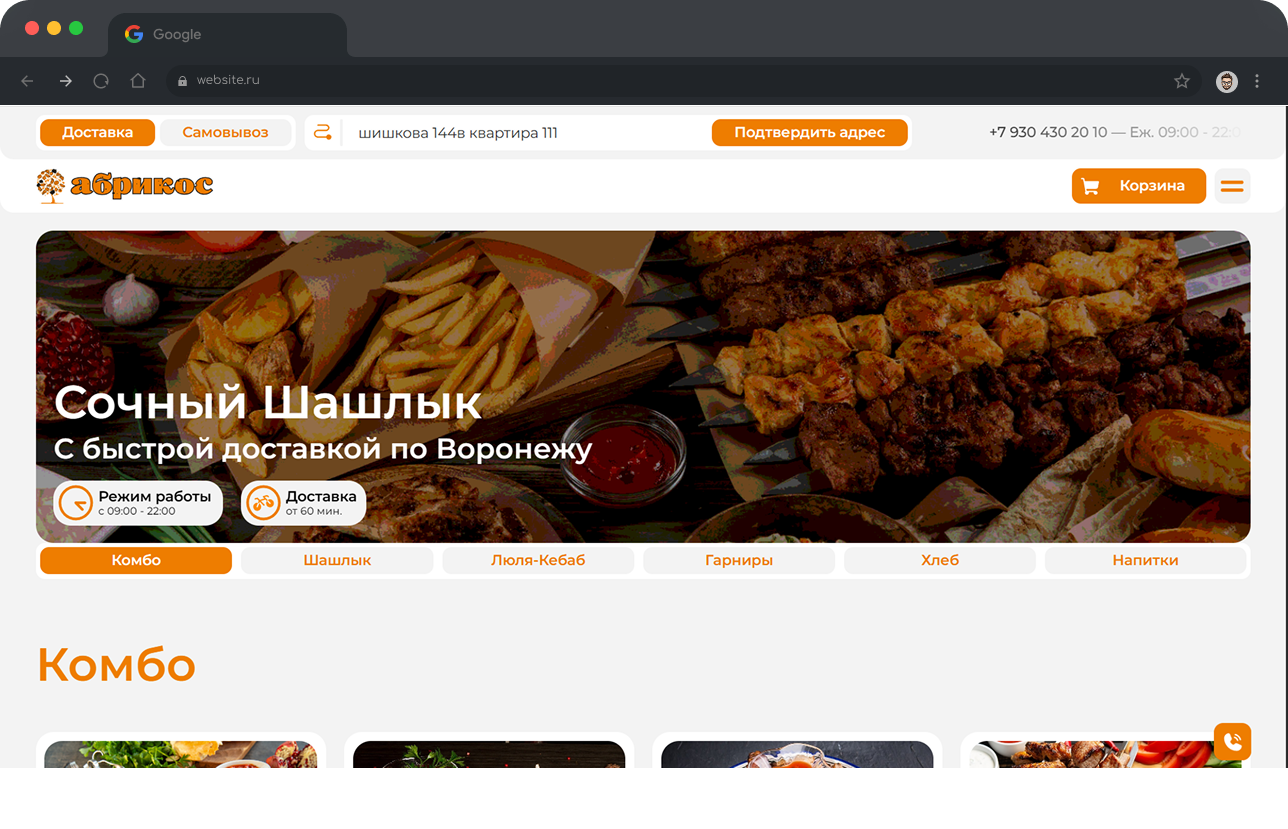 Google
website.ru
Доставка
Самовывоз
шишкова 144в квартира 111
Подтвердить адрес
+7 930 430 20 10 — Еж. 09:00 - 22:0
абрикос
Корзина
Сочный Шашлык
С быстрой доставкой по Воронежу
Режим работы
с 09:00 - 22:00
Доставка
от 60 мин.
Комбо
Шашлык
Люля-Кебаб
Гарниры
Хлеб
Напитки
Комбо